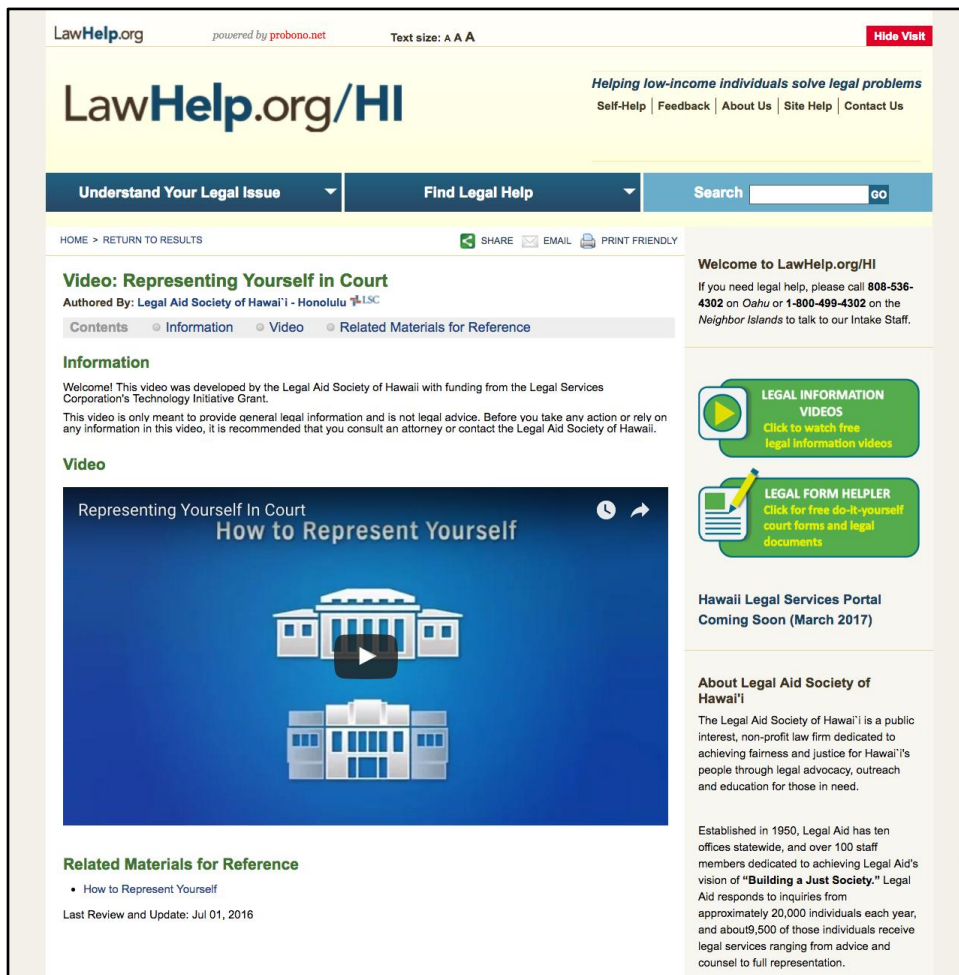 LawHelp.org powered by probono.net Text size: A A A Hide Visit
LawHelp.org/HI
Helping low-income individuals solve legal problems
Self-Help | Feedback | About Us | Site Help | Contact Us
Understand Your Legal Issue Find Legal Help Search GO
HOME > RETURN TO RESULTS SHARE EMAIL PRINT FRIENDLY
Video: Representing Yourself in Court
Authored By: Legal Aid Society of Hawai`i - Honolulu LSC
Contents Information Video Related Materials for Reference
Information
Welcome! This video was developed by the Legal Aid Society of Hawaii with funding from the Legal Services
Corporation's Technology Initiative Grant.
This video is only meant to provide general legal information and is not legal advice. Before you take any action or rely on
any information in this video, it is recommended that you consult an attorney or contact the Legal Aid Society of Hawaii.
Video
Representing Yourself In Court
How to Represent Yourself
Related Materials for Reference
• How to Represent Yourself
Last Review and Update: Jul 01, 2016
Welcome to LawHelp.org/HI
If you need legal help, please call 808-536-
4302 on Oahu or 1-800-499-4302 on the
Neighbor Islands to talk to our Intake Staff.
LEGAL INFORMATION
VIDEOS
Click to watch free
legal information videos
LEGAL FORM HELPLER
Click for free do-it-yourself
court forms and legal
documents
Hawaii Legal Services Portal
Coming Soon (March 2017)
About Legal Aid Society of
Hawai'i
The Legal Aid Society of Hawai`i is a public
interest, non-profit law firm dedicated to
achieving fairness and justice for Hawai`i's
people through legal advocacy, outreach
and education for those in need.
Established in 1950, Legal Aid has ten
offices statewide, and over 100 staff
members dedicated to achieving Legal Aid's
vision of “Building a Just Society.” Legal
Aid responds to inquiries from
approximately 20,000 individuals each year,
and about9,500 of those individuals receive
legal services ranging from advice and
counsel to full representation.